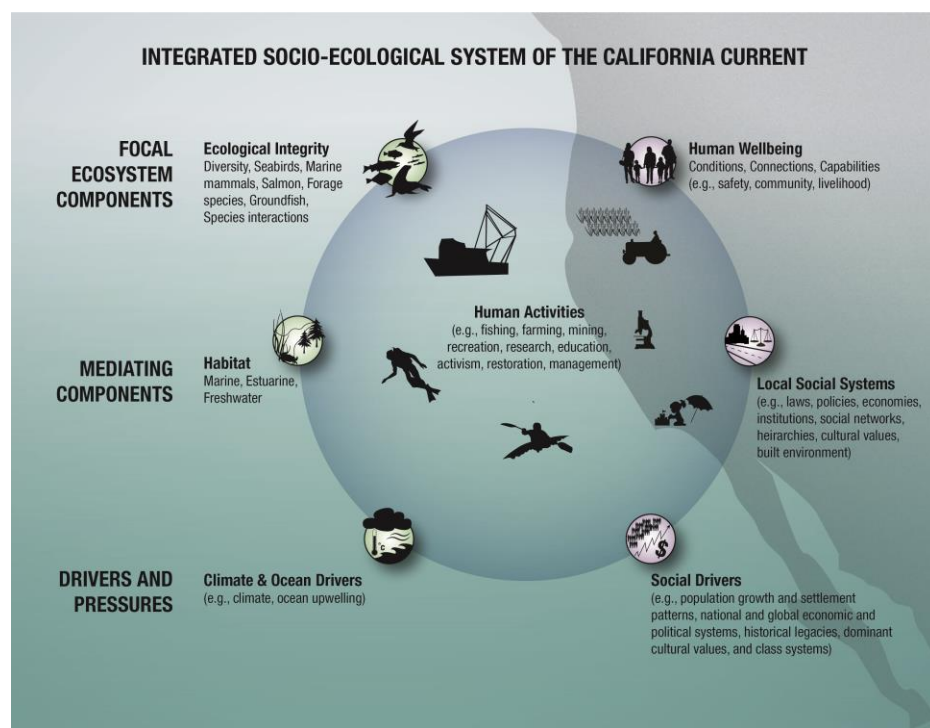 INTEGRATED SOCIO-ECOLOGICAL SYSTEM OF THE CALIFORNIA CURRENT
FOCAL
ECOSYSTEM
COMPONENTS
Ecological Integrity
Diversity, Seabirds, Marine
mammals, Salmon, Forage
species, Groundfish,
Species interactions
Human Wellbeing
Conditions, Connections, Capabilities
(e.g., safety, community, livelihood)
Human Activities
(e.g., fishing, farming, mining,
recreation, research, education,
activism, restoration, management)
MEDIATING
COMPONENTS
Habitat
Marine, Estuarine,
Freshwater
Local Social Systems
(e.g., laws, policies, economies,
institutions, social networks,
heirarchies, cultural values,
built environment)
DRIVERS AND
PRESSURES
°C
Climate & Ocean Drivers
(e.g., climate, ocean upwelling)
$
Social Drivers
(e.g., population growth and settlement
patterns, national and global economic and
political systems, historical legacies, dominant
cultural values, and class systems)